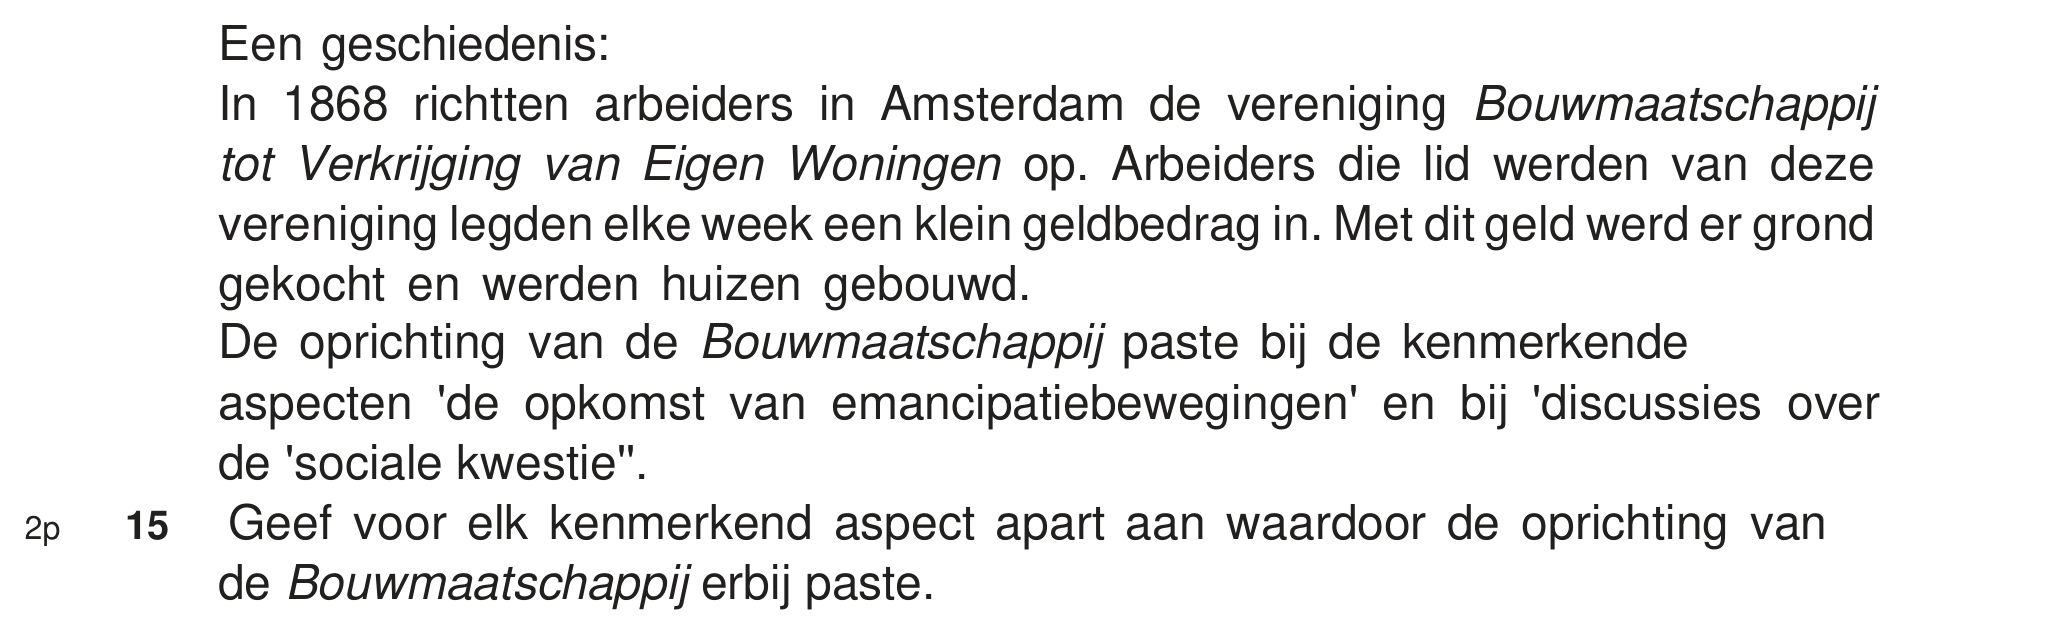 Een geschiedenis:
In 1868 richtten arbeiders in Amsterdam de vereniging Bouwmaatschappij
tot Verkrijging van Eigen Woningen op. Arbeiders die lid werden van deze
vereniging legden elke week een klein geldbedrag in. Met dit geld werd er grond
gekocht en werden huizen gebouwd.
De oprichting van de Bouwmaatschappij paste bij de kenmerkende
aspecten 'de opkomst van emancipatiebewegingen' en bij 'discussies over
de 'sociale kwestie''.
2p 15 Geef voor elk kenmerkend aspect apart aan waardoor de oprichting van
de Bouwmaatschappij erbij paste.